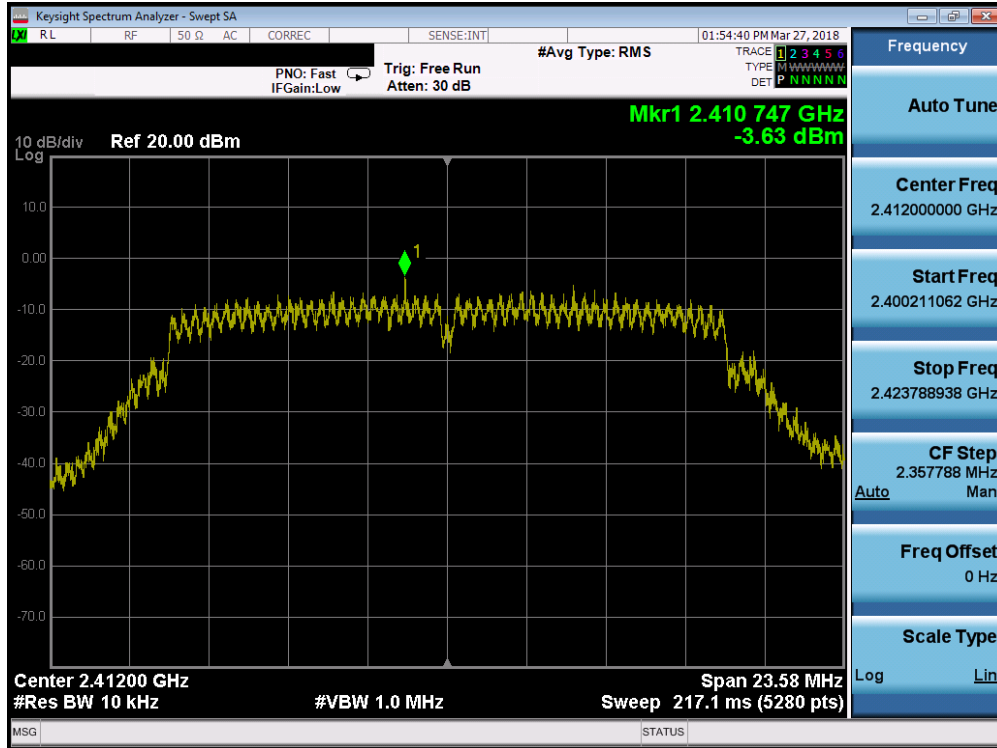 Keysight Spectrum Analyzer - Swept SA
LXI RL RF 50 Ω AC CORREC SENSE:INT 01:54:40 PM Mar 27, 2018
PNO: Fast
IFGain:Low
Trig: Free Run
Atten: 30 dB
#Avg Type: RMS
TRACE 1 2 3 4 5 6
TYPE M WWWWW
DET P N N N N N
Mkr1 2.410 747 GHz
-3.63 dBm
10 dB/div Ref 20.00 dBm
Log
10.0
0.00
-10.0
-20.0
-30.0
-40.0
-50.0
-60.0
-70.0
1
Center 2.41200 GHz Span 23.58 MHz
#Res BW 10 kHz #VBW 1.0 MHz Sweep 217.1 ms (5280 pts)
MSG STATUS
Frequency
Auto Tune
Center Freq
2.412000000 GHz
Start Freq
2.400211062 GHz
Stop Freq
2.423788938 GHz
CF Step
2.357788 MHz
Auto Man
Freq Offset
0 Hz
Scale Type
Log Lin